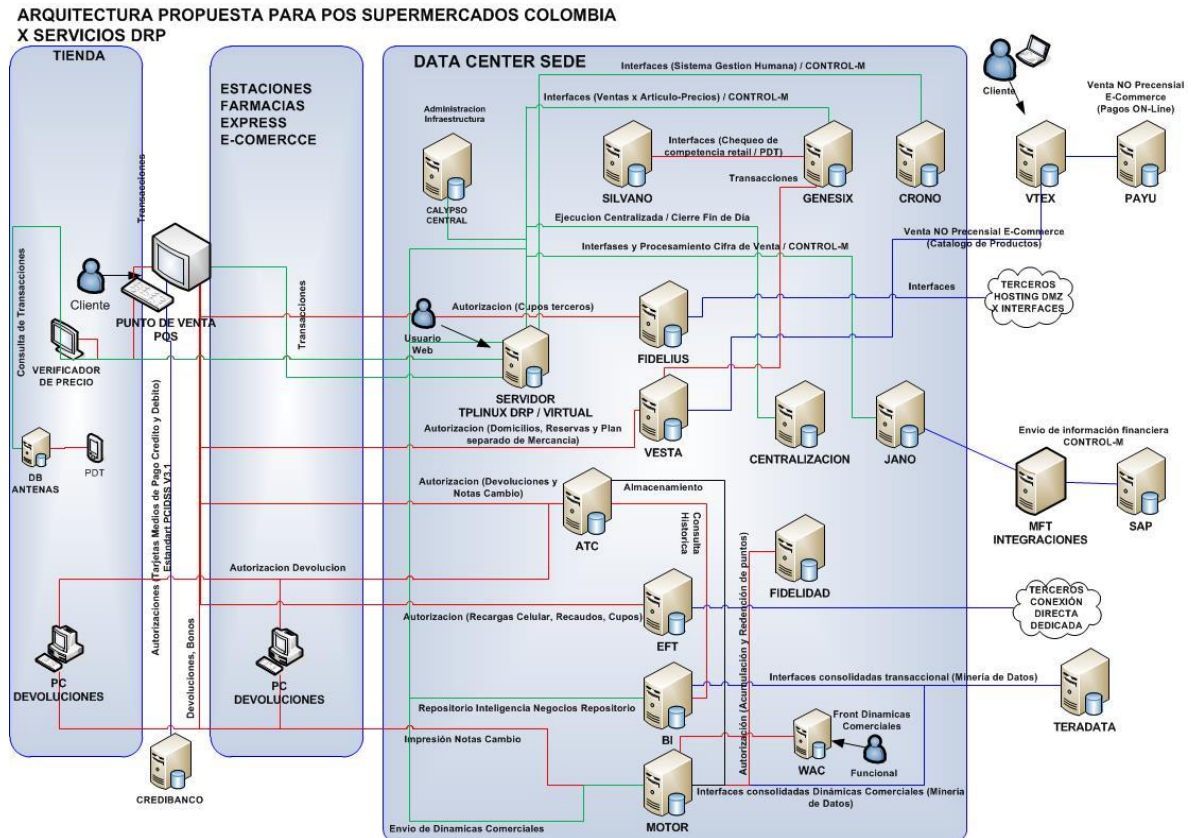 ARQUITECTURA PROPUESTA PARA POS SUPERMERCADOS COLOMBIA
X SERVICIOS DRP
TIENDA
Transacciones
Cliente
PUNTO DE VENTA
POS
Consulta de Transacciones
VERIFICADOR
DE PRECIO
DB
ANTENAS
PDT
Autorizaciones (Tarjetas Medios de Pago Credito y Debito)
Estandart PCIDSS V3.1
PC
DEVOLUCIONES
Devoluciones, Bonos
CREDIBANCO
ESTACIONES
FARMACIAS
EXPRESS
E-COMERCCE
Transacciones
Autorizacion Devolucion
PC
DEVOLUCIONES
DATA CENTER SEDE
Interfaces (Sistema Gestion Humana) / CONTROL-M
Interfaces (Ventas x Articulo-Precios) / CONTROL-M
Administracion
Infraestructura
CALYPSO
CENTRAL
SILVANO
Interfaces (Chequeo de
competencia retail / PDT)
Transacciones
GENESIX
CRONO
Ejecucion Centralizada / Cierre Fin de Día
Interfases y Procesamiento Cifra de Venta / CONTROL-M
Autorizacion (Cupos terceros)
Usuario
Web
SERVIDOR
TPLINUX DRP / VIRTUAL
FIDELIUS
Interfaces
Autorizacion (Domicilios, Reservas y Plan
separado de Mercancia)
VESTA
CENTRALIZACION
JANO
Autorizacion (Devoluciones y
Notas Cambio)
ATC
Almacenamiento
Consulta
Historica
FIDELIDAD
Autorizacion (Recargas Celular, Recaudos, Cupos)
EFT
Autorización (Acumulación y Redención de puntos)
Interfaces consolidadas transaccional (Minería de Datos)
Repositorio Inteligencia Negocios Repositorio
BI
Impresión Notas Cambio
Front Dinamicas
Comerciales
WAC
Funcional
Interfaces consolidadas Dinámicas Comerciales (Mineria
de Datos)
Envio de Dinamicas Comerciales
MOTOR
Cliente
Venta NO Precensial
E-Commerce
(Pagos ON-Line)
VTEX
PAYU
Venta NO Precensial E-Commerce
(Catalogo de Productos)
TERCEROS
HOSTING DMZ
X INTERFACES
Envio de información financiera
CONTROL-M
MFT
INTEGRACIONES
SAP
TERCEROS
CONEXIÓN
DIRECTA
DEDICADA
TERADATA